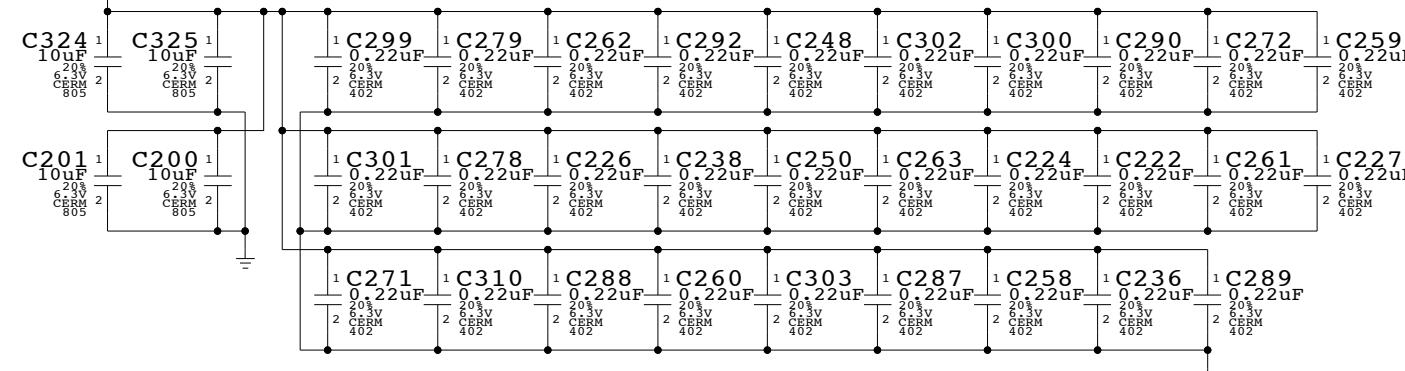 C324 1 C325 1 1 C299 1 C279 1 C262 1 C292 1 C248 1 C302 1 C300 1 C290 1 C272 1 C259
10uF 10uF 0.22uF 0.22uF 0.22uF 0.22uF 0.22uF 0.22uF 0.22uF 0.22uF 0.22uF 0.22u
20% 20% 20% 20% 20% 20% 20% 20% 20% 20% 20% 20%
6.3V 6.3V 6.3V 6.3V 6.3V 6.3V 6.3V 6.3V 6.3V 6.3V 6.3V 6.3V
CERM 2 CERM 2 2 CERM 2 CERM 2 CERM 2 CERM 2 CERM 2 CERM 2 CERM 2 CERM 2 CERM 2 CERM
805 805 402 402 402 402 402 402 402 402 402 402
C201 1 C200 1 1 C301 1 C278 1 C226 1 C238 1 C250 1 C263 1 C224 1 C222 1 C261 1 C227
10uF 10uF 0.22uF 0.22uF 0.22uF 0.22uF 0.22uF 0.22uF 0.22uF 0.22uF 0.22uF 0.22u
20% 20% 20% 20% 20% 20% 20% 20% 20% 20% 20% 20%
6.3V 6.3V 6.3V 6.3V 6.3V 6.3V 6.3V 6.3V 6.3V 6.3V 6.3V 6.3V
CERM 2 CERM 2 2 CERM 2 CERM 2 CERM 2 CERM 2 CERM 2 CERM 2 CERM 2 CERM 2 CERM 2 CERM
805 805 402 402 402 402 402 402 402 402 402 402
1 C271 1 C310 1 C288 1 C260 1 C303 1 C287 1 C258 1 C236 1 C289
0.22uF 0.22uF 0.22uF 0.22uF 0.22uF 0.22uF 0.22uF 0.22uF 0.22uF
20% 20% 20% 20% 20% 20% 20% 20% 20%
6.3V 6.3V 6.3V 6.3V 6.3V 6.3V 6.3V 6.3V 6.3V
2 CERM 2 CERM 2 CERM 2 CERM 2 CERM 2 CERM 2 CERM 2 CERM 2 CERM
402 402 402 402 402 402 402 402 402